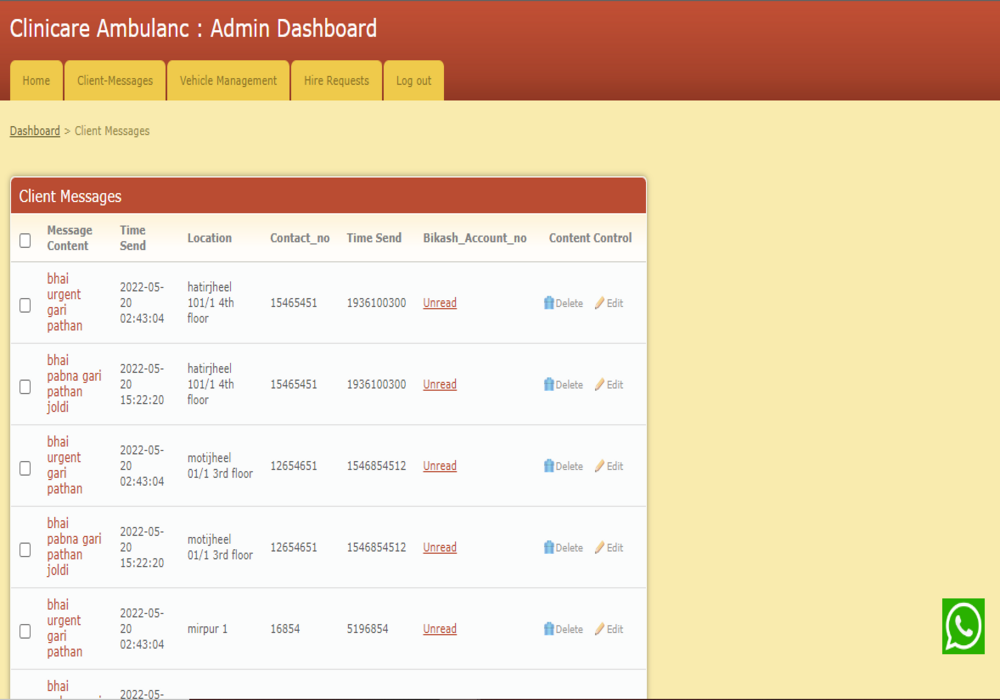 Clinicare Ambulanc : Admin Dashboard
Home Client-Messages Vehicle Management Hire Requests Log out
Dashboard > Client Messages
Client Messages
Message Content Time Send Location Contact_no Time Send Bikash_Account_no Content Control
bhai urgent gari pathan 2022-05-20 02:43:04 hatirjheel 101/1 4th floor 15465451 1936100300 Unread Delete Edit
bhai pabna gari pathan joldi 2022-05-20 15:22:20 hatirjheel 101/1 4th floor 15465451 1936100300 Unread Delete Edit
bhai urgent gari pathan 2022-05-20 02:43:04 motijheel 01/1 3rd floor 12654651 1546854512 Unread Delete Edit
bhai pabna gari pathan joldi 2022-05-20 15:22:20 motijheel 01/1 3rd floor 12654651 1546854512 Unread Delete Edit
bhai urgent gari pathan 2022-05-20 02:43:04 mirpur 1 16854 5196854 Unread Delete Edit
bhai 2022-05-